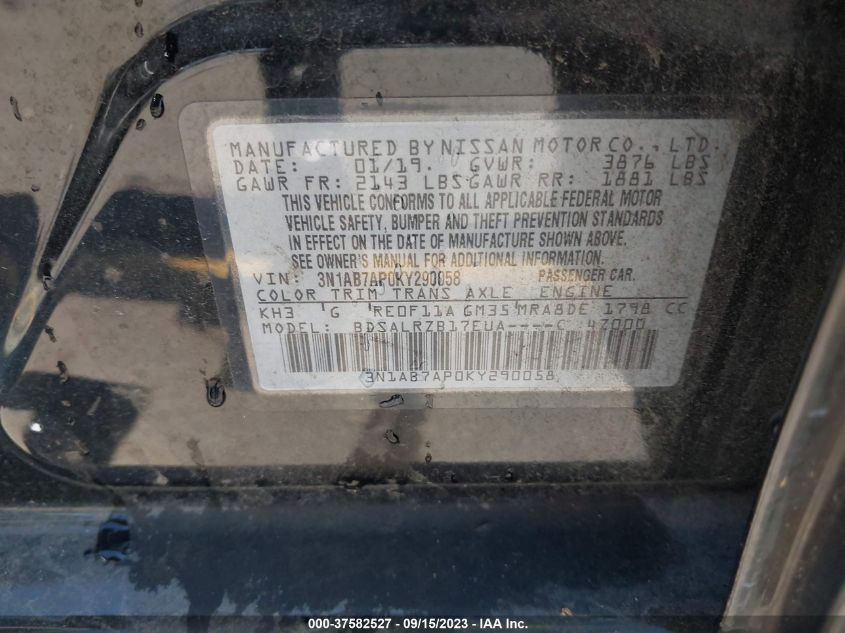 MANUFACTURED BY NISSAN MOTOR CO., LTD.
DATE: 01/19. GVWR: 3876 LBS
GAWR FR: 2143 LBS GAWR RR: 1881 LBS
THIS VEHICLE CONFORMS TO ALL APPLICABLE FEDERAL MOTOR
VEHICLE SAFETY, BUMPER AND THEFT PREVENTION STANDARDS
IN EFFECT ON THE DATE OF MANUFACTURE SHOWN ABOVE.
SEE OWNER'S MANUAL FOR ADDITIONAL INFORMATION.
VIN: 3N1AB7AP0KY290058 PASSENGER CAR.
COLOR TRIM TRANS AXLE ENGINE
KH3 G RE0F11A GM35 MRA8DE 1798 CC
MODEL: BDSALRZB17EUA----C 47000
3N1AB7AP0KY290058
000-37582527 - 09/15/2023 - IAA Inc.